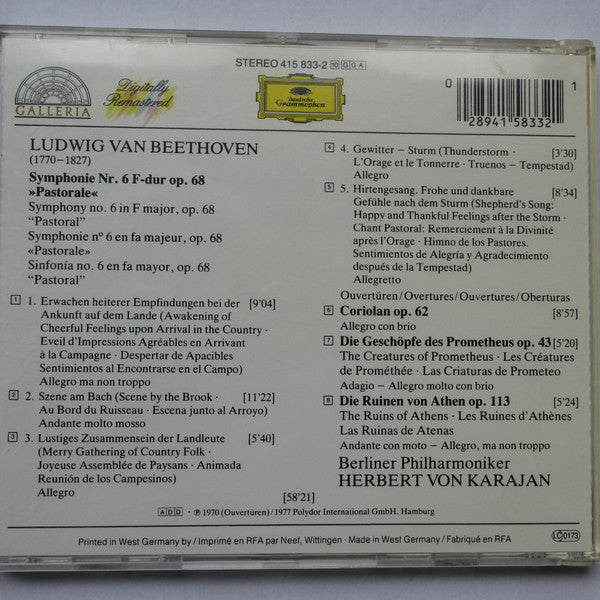 GALLERIA
Digitally
Remastered
STEREO 415 833-2 10 G G A
Deutsche
Grammophon
0 28941 58332 1
LUDWIG VAN BEETHOVEN
(1770–1827)
Symphonie Nr. 6 F-dur op. 68
»Pastorale«
Symphony no. 6 in F major, op. 68
“Pastoral”
Symphonie nº 6 en fa majeur, op. 68
«Pastorale»
Sinfonía no. 6 en fa mayor, op. 68
“Pastoral”
1 1. Erwachen heiterer Empfindungen bei der [9'04]
Ankunft auf dem Lande (Awakening of
Cheerful Feelings upon Arrival in the Country ·
Eveil d'Impressions Agréables en Arrivant
à la Campagne · Despertar de Apacibles
Sentimientos al Encontrarse en el Campo)
Allegro ma non troppo
2 2. Szene am Bach (Scene by the Brook · [11'22]
Au Bord du Ruisseau · Escena junto al Arroyo)
Andante molto mosso
3 3. Lustiges Zusammensein der Landleute [5'40]
(Merry Gathering of Country Folk ·
Joyeuse Assemblée de Paysans · Animada
Reunión de los Campesinos)
Allegro
4 4. Gewitter – Sturm (Thunderstorm · [3'30]
L'Orage et le Tonnerre · Truenos – Tempestad)
Allegro
5 5. Hirtengesang. Frohe und dankbare [8'34]
Gefühle nach dem Sturm (Shepherd's Song:
Happy and Thankful Feelings after the Storm ·
Chant Pastoral: Remerciement à la Divinité
après l'Orage · Himno de los Pastores.
Sentimientos de Alegría y Agradecimiento
después de la Tempestad)
Allegretto
Ouvertüren/Overtures/Ouvertures/Oberturas
6 Coriolan op. 62 [8'57]
Allegro con brio
7 Die Geschöpfe des Prometheus op. 43 [5'20]
The Creatures of Prometheus · Les Créatures
de Prométhée · Las Criaturas de Prometeo
Adagio – Allegro molto con brio
8 Die Ruinen von Athen op. 113 [5'24]
The Ruins of Athens · Les Ruines d'Athènes
Las Ruinas de Atenas
Andante con moto – Allegro, ma non troppo
Berliner Philharmoniker
HERBERT VON KARAJAN
[58'21]
ADD · ℗ 1970 (Ouvertüren) / 1977 Polydor International GmbH, Hamburg
Printed in West Germany by / Imprimé en RFA par Neef, Wittingen · Made in West Germany / Fabriqué en RFA
LC 0173